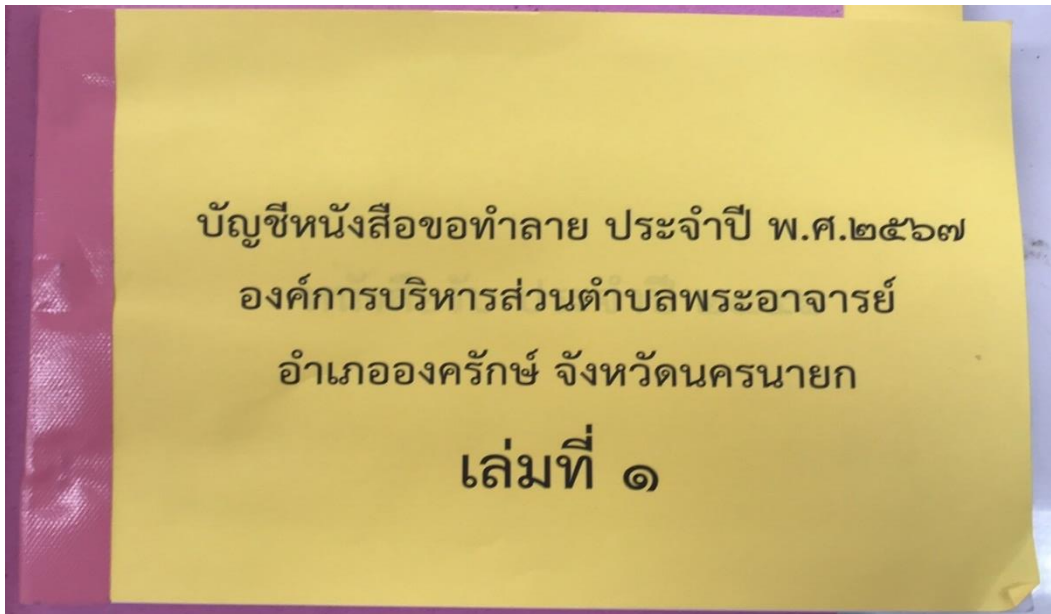 บัญชีหนังสือขอทำลาย ประจำปี พ.ศ.๒๕๖๗
องค์การบริหารส่วนตำบลพระอาจารย์
อำเภอองครักษ์ จังหวัดนครนายก
เล่มที่ ๑